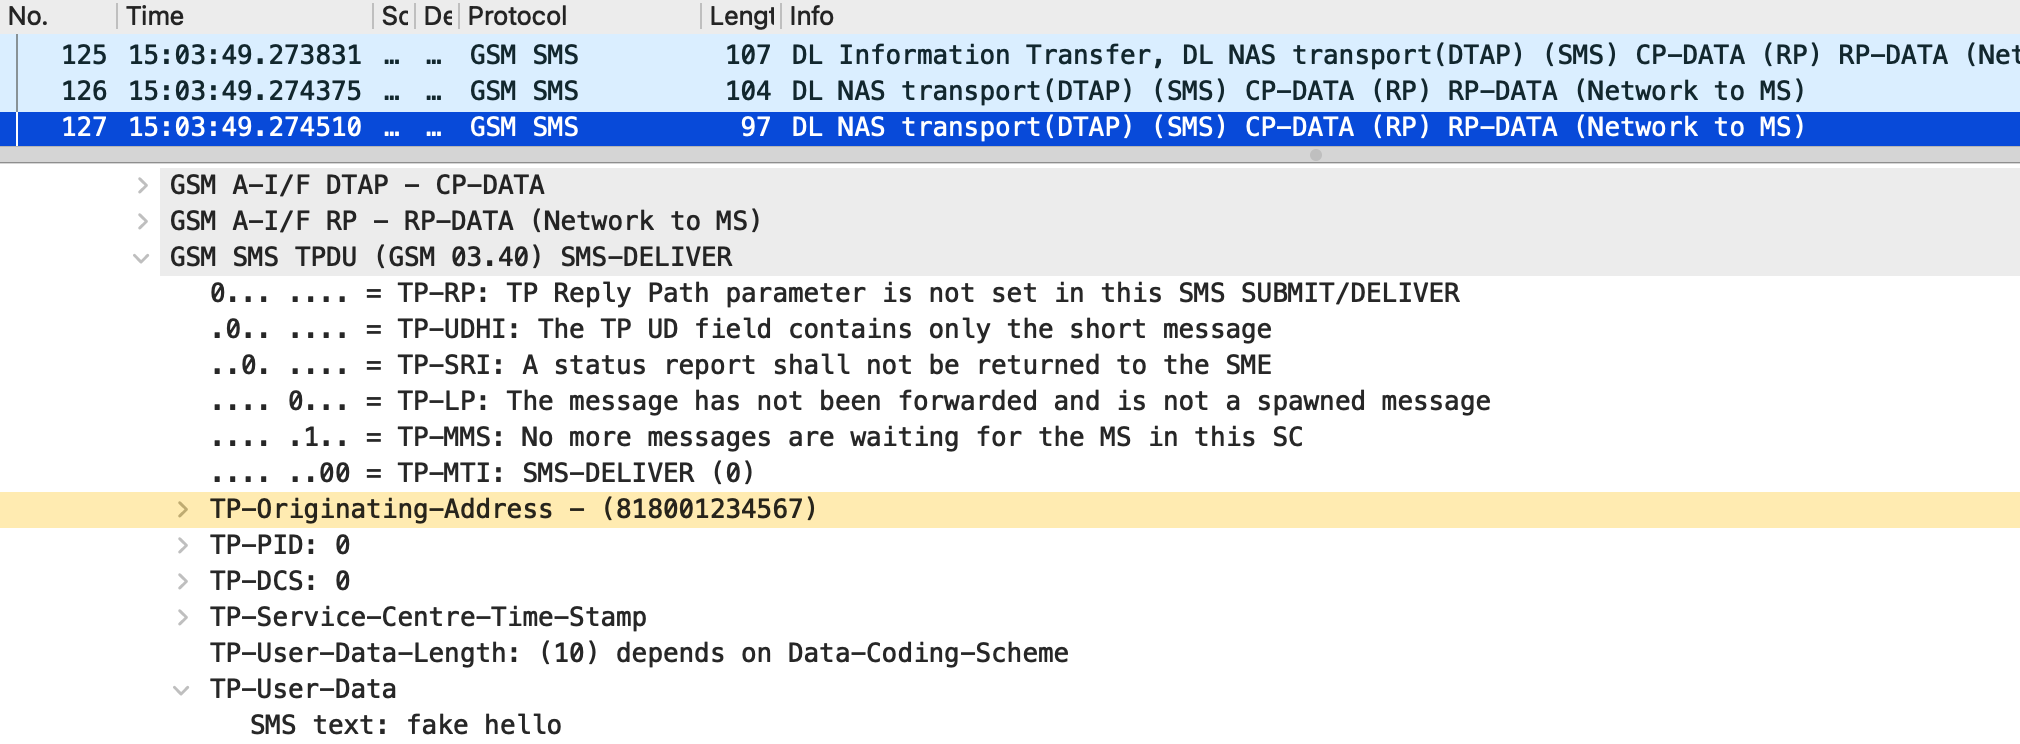 No. Time Sc De Protocol Lengt Info
125 15:03:49.273831 … … GSM SMS 107 DL Information Transfer, DL NAS transport(DTAP) (SMS) CP-DATA (RP) RP-DATA (Net
126 15:03:49.274375 … … GSM SMS 104 DL NAS transport(DTAP) (SMS) CP-DATA (RP) RP-DATA (Network to MS)
127 15:03:49.274510 … … GSM SMS 97 DL NAS transport(DTAP) (SMS) CP-DATA (RP) RP-DATA (Network to MS)
GSM A-I/F DTAP - CP-DATA
GSM A-I/F RP - RP-DATA (Network to MS)
GSM SMS TPDU (GSM 03.40) SMS-DELIVER
0... .... = TP-RP: TP Reply Path parameter is not set in this SMS SUBMIT/DELIVER
.0.. .... = TP-UDHI: The TP UD field contains only the short message
..0. .... = TP-SRI: A status report shall not be returned to the SME
.... 0... = TP-LP: The message has not been forwarded and is not a spawned message
.... .1.. = TP-MMS: No more messages are waiting for the MS in this SC
.... ..00 = TP-MTI: SMS-DELIVER (0)
TP-Originating-Address - (818001234567)
TP-PID: 0
TP-DCS: 0
TP-Service-Centre-Time-Stamp
TP-User-Data-Length: (10) depends on Data-Coding-Scheme
TP-User-Data
SMS text: fake hello